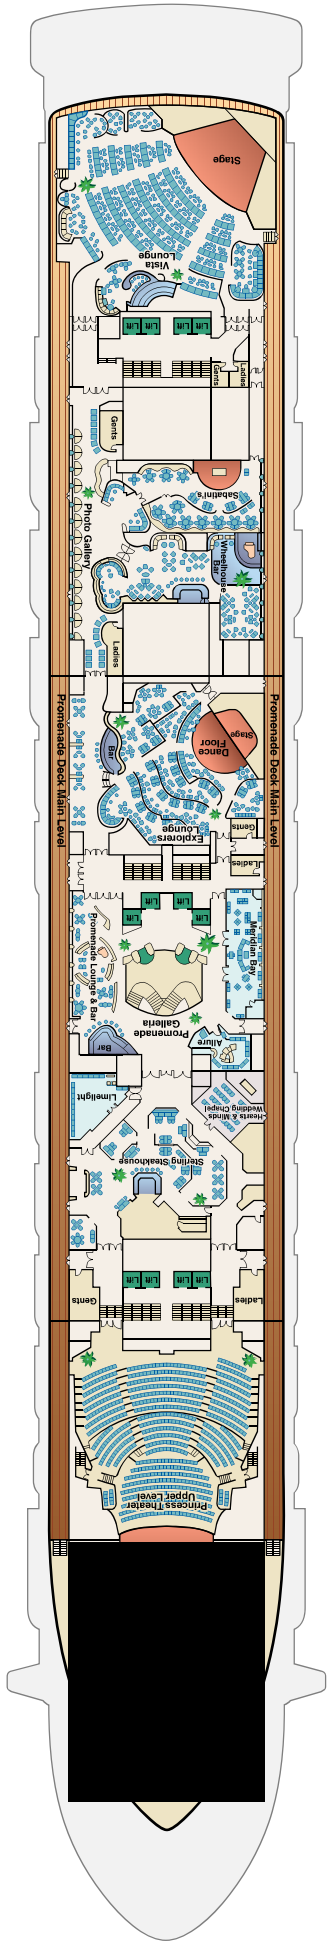 Stage
Vista
Lounge
Lift
Lift
Lift
Lift
Gents
Ladies
Gents
Sabatini's
Photo Gallery
Wheelhouse
Bar
Ladies
Promenade Deck Main Level
Promenade Deck Main Level
Stage
Dance
Floor
Bar
Explorers
Lounge
Gents
Ladies
Lift
Lift
Lift
Lift
Promenade Lounge & Bar
Meridian Bay
Promenade
Galleria
Bar
Allure
Limelight
Hearts & Minds
Wedding Chapel
Sterling Steakhouse
Lift
Lift
Lift
Lift
Gents
Ladies
Princess Theater
Upper Level